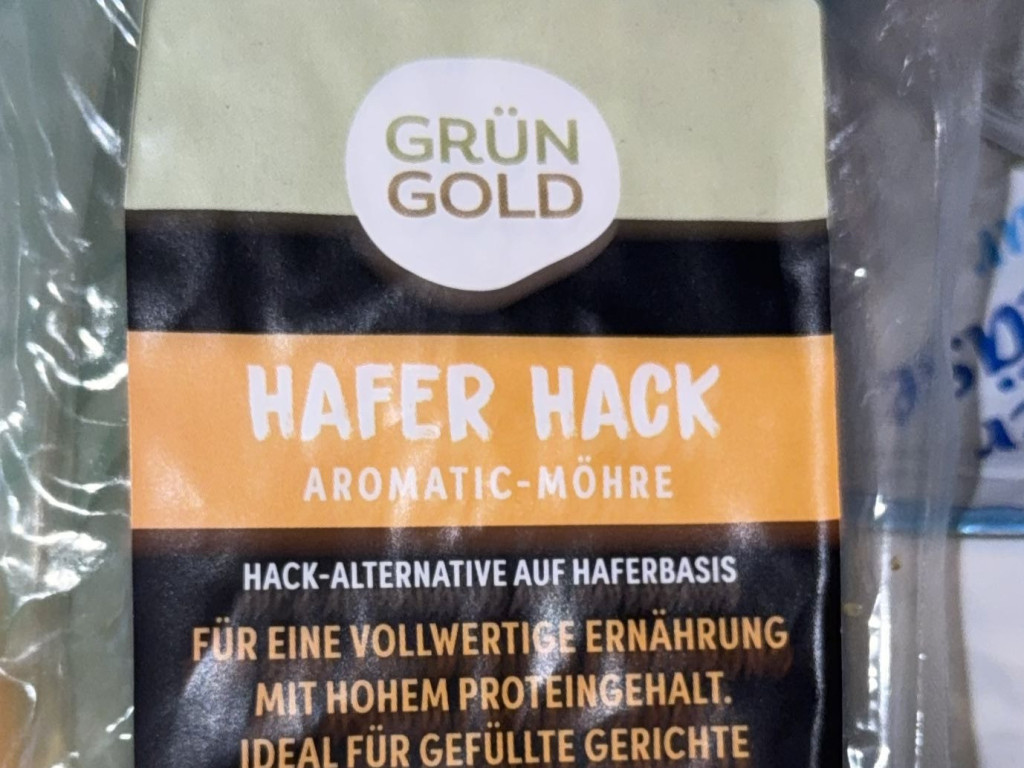 GRÜN
GOLD
HAFER HACK
AROMATIC-MÖHRE
HACK-ALTERNATIVE AUF HAFERBASIS
FÜR EINE VOLLWERTIGE ERNÄHRUNG
MIT HOHEM PROTEINGEHALT.
IDEAL FÜR GEFÜLLTE GERICHTE